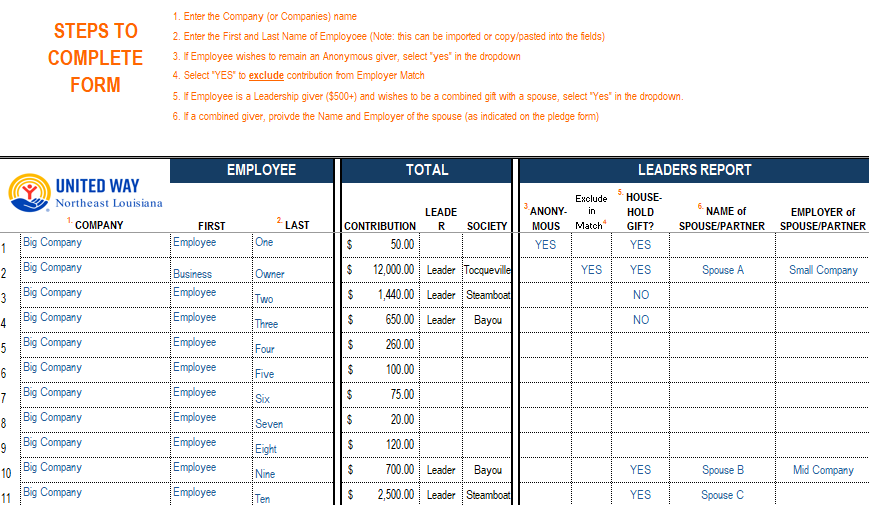 STEPS TO
COMPLETE
FORM
1. Enter the Company (or Companies) name
2. Enter the First and Last Name of Employoee (Note: this can be imported or copy/pasted into the fields)
3. If Employee wishes to remain an Anonymous giver, select "yes" in the dropdown
4. Select "YES" to exclude contribution from Employer Match
5. If Employee is a Leadership giver ($500+) and wishes to be a combined gift with a spouse, select "Yes" in the dropdown.
6. If a combined giver, proivde the Name and Employer of the spouse (as indicated on the pledge form)
UNITED WAY
Northeast Louisiana
EMPLOYEE TOTAL LEADERS REPORT
1. COMPANY FIRST 2. LAST CONTRIBUTION LEADE R SOCIETY 3. ANONY- MOUS Exclude in Match 4 5. HOUSE- HOLD GIFT? 6. NAME of SPOUSE/PARTNER EMPLOYER of SPOUSE/PARTNER
1 Big Company Employee One $ 50.00 YES YES
2 Big Company Business Owner $ 12,000.00 Leader Tocqueville YES YES Spouse A Small Company
3 Big Company Employee Two $ 1,440.00 Leader Steamboat NO
4 Big Company Employee Three $ 650.00 Leader Bayou NO
5 Big Company Employee Four $ 260.00
6 Big Company Employee Five $ 100.00
7 Big Company Employee Six $ 75.00
8 Big Company Employee Seven $ 20.00
9 Big Company Employee Eight $ 120.00
10 Big Company Employee Nine $ 700.00 Leader Bayou YES Spouse B Mid Company
11 Big Company Employee Ten $ 2,500.00 Leader Steamboat YES Spouse C